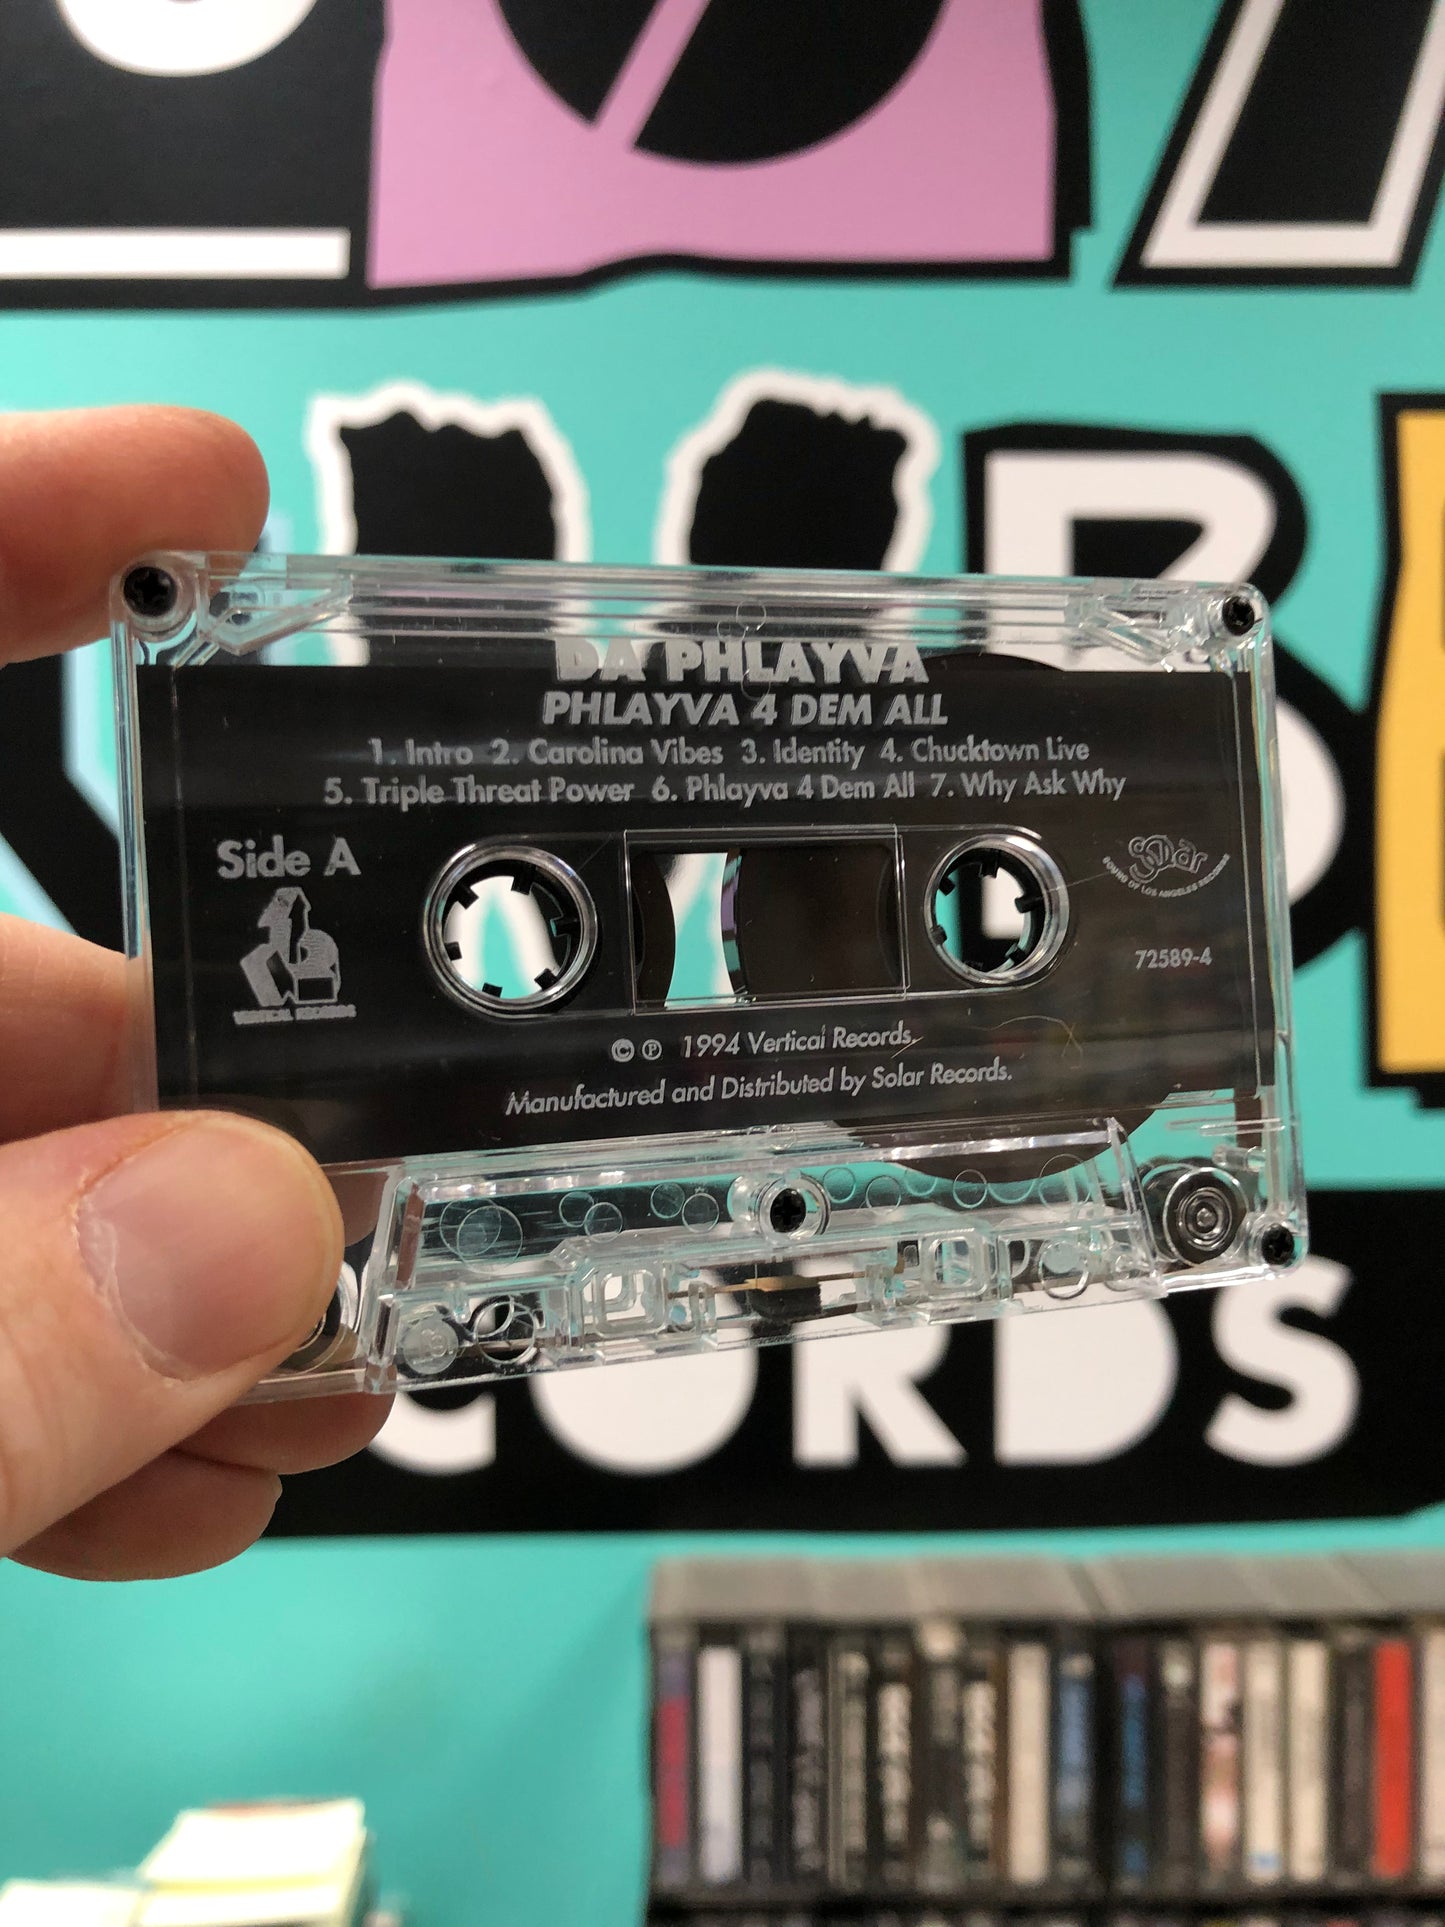 DA PHLAYVA
PHLAYVA 4 DEM ALL
1. Intro 2. Carolina Vibes 3. Identity 4. Chucktown Live
5. Triple Threat Power 6. Phlayva 4 Dem All 7. Why Ask Why
Side A
Solar
SOUND OF LOS ANGELES RECORDS
VERTICAL RECORDS
72589-4
© ℗ 1994 Vertical Records.
Manufactured and Distributed by Solar Records.